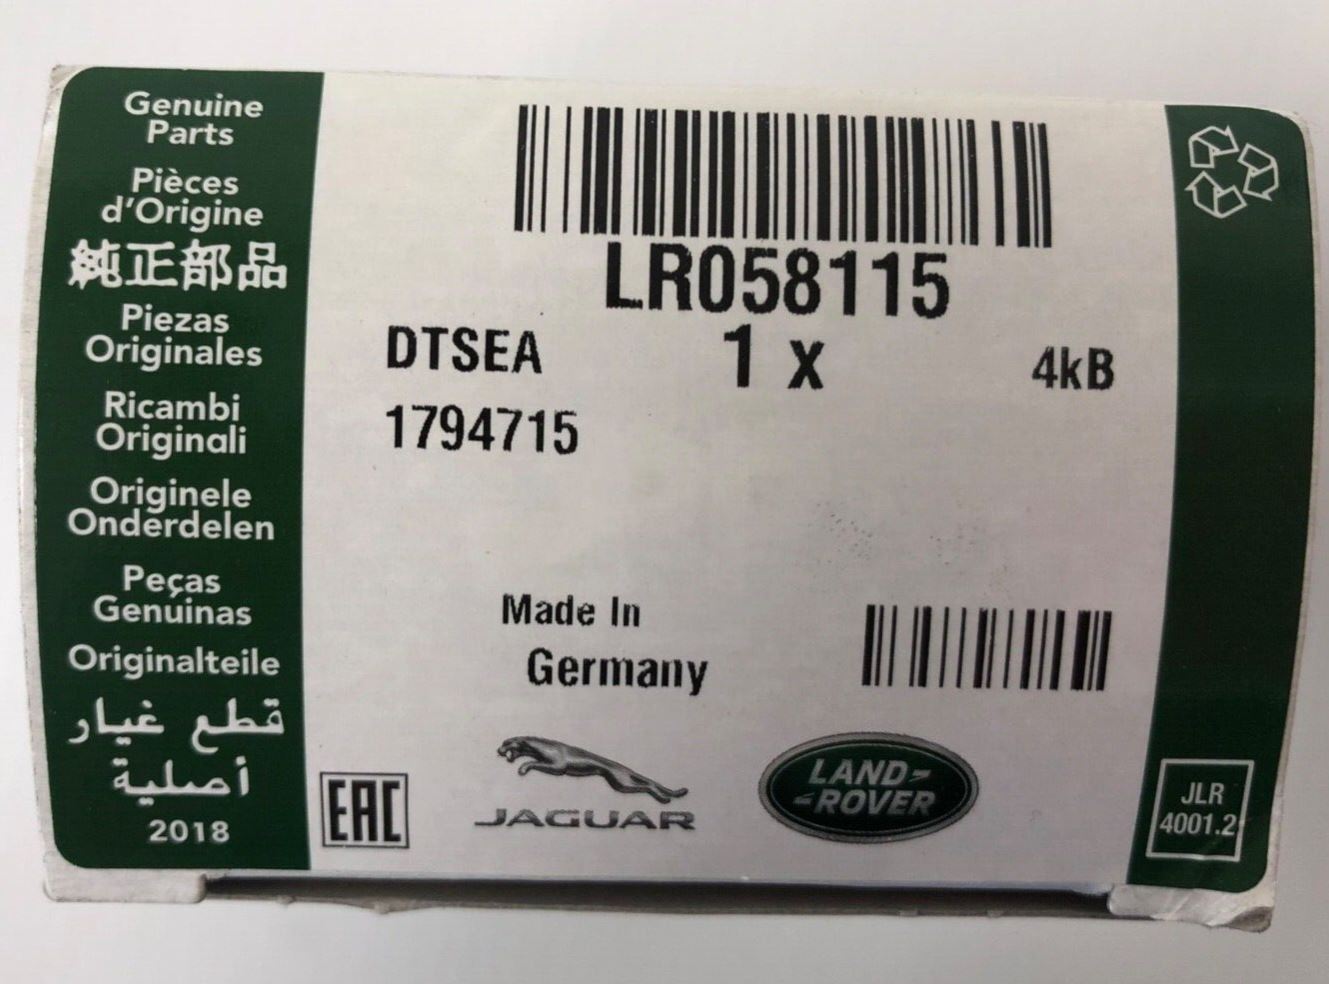 Genuine
Parts
Pièces
d'Origine
純正部品
Piezas
Originales
Ricambi
Originali
Originele
Onderdelen
Peças
Genuinas
Originalteile
قطع غيار
أصلية
2018
LR058115
DTSEA
1 x
4kB
1794715
Made In
Germany
EAC
JAGUAR
LAND-
-ROVER
JLR
4001.2